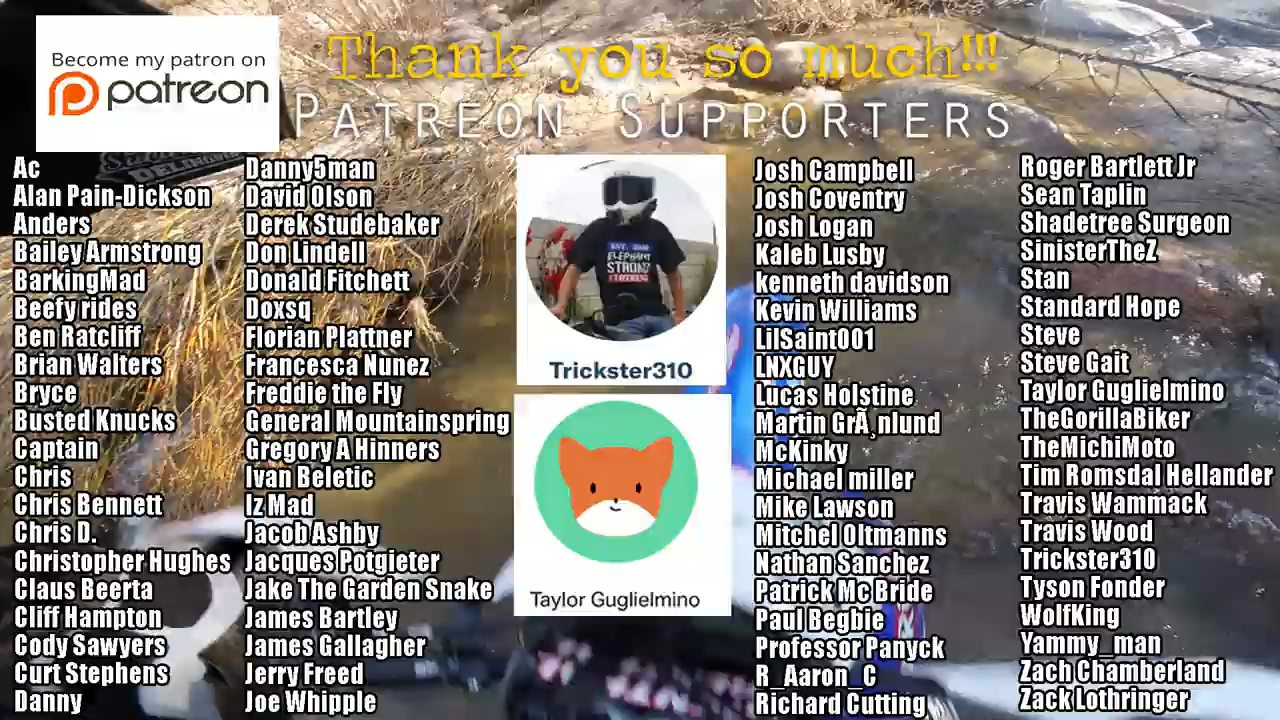 Become my patron on
patreon
Thank you so much!!!
Patreon Supporters
Ac
Alan Pain-Dickson
Anders
Bailey Armstrong
BarkingMad
Beefy rides
Ben Ratcliff
Brian Walters
Bryce
Busted Knucks
Captain
Chris
Chris Bennett
Chris D.
Christopher Hughes
Claus Beerta
Cliff Hampton
Cody Sawyers
Curt Stephens
Danny
Danny5man
David Olson
Derek Studebaker
Don Lindell
Donald Fitchett
Doxsq
Florian Plattner
Francesca Nunez
Freddie the Fly
General Mountainspring
Gregory A Hinners
Ivan Beletic
Iz Mad
Jacob Ashby
Jacques Potgieter
Jake The Garden Snake
James Bartley
James Gallagher
Jerry Freed
Joe Whipple
ELEPHANT
STRONG
Trickster310
Taylor Guglielmino
Josh Campbell
Josh Coventry
Josh Logan
Kaleb Lusby
kenneth davidson
Kevin Williams
LilSaint001
LNXGUY
Lucas Holstine
Martin GrÃ¸nlund
McKinky
Michael miller
Mike Lawson
Mitchel Oltmanns
Nathan Sanchez
Patrick Mc Bride
Paul Begbie
Professor Panyck
R_Aaron_C
Richard Cutting
Roger Bartlett Jr
Sean Taplin
Shadetree Surgeon
SinisterTheZ
Stan
Standard Hope
Steve
Steve Gait
Taylor Guglielmino
TheGorillaBiker
TheMichiMoto
Tim Romsdal Hellander
Travis Wammack
Travis Wood
Trickster310
Tyson Fonder
WolfKing
Yammy_man
Zach Chamberland
Zack Lothringer